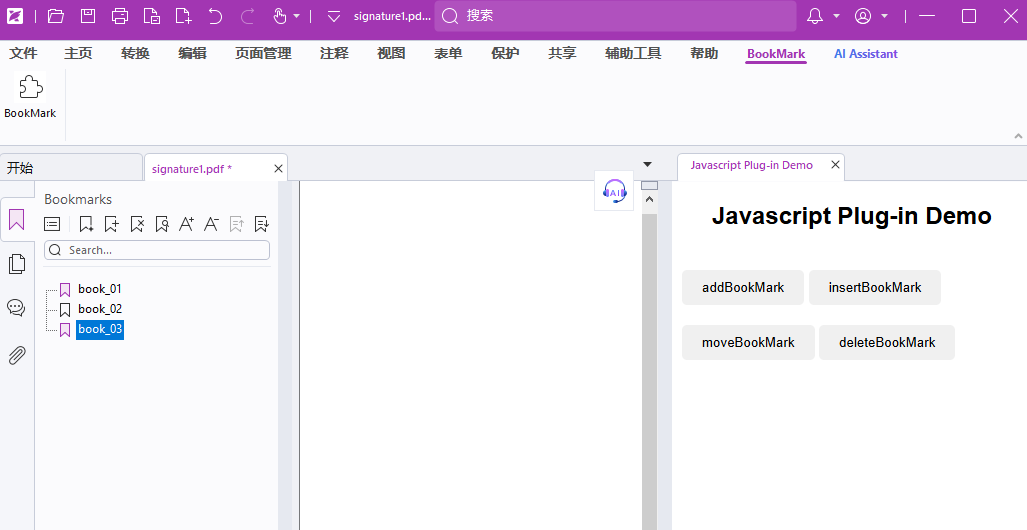 signature1.pd... 搜索
文件 主页 转换 编辑 页面管理 注释 视图 表单 保护 共享 辅助工具 帮助 BookMark AI Assistant
BookMark
开始 signature1.pdf * Javascript Plug-in Demo
Bookmarks
AI
Search...
book_01
book_02
book_03
Javascript Plug-in Demo
addBookMark insertBookMark
moveBookMark deleteBookMark